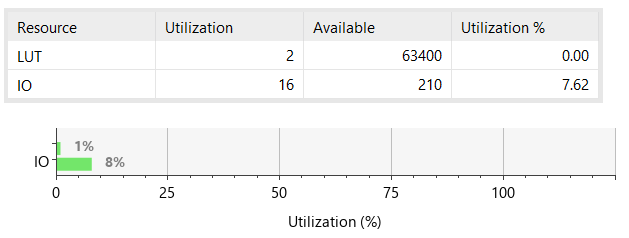 Resource Utilization Available Utilization %
LUT 2 63400 0.00
IO 16 210 7.62
1%
IO 8%
0 25 50 75 100
Utilization (%)